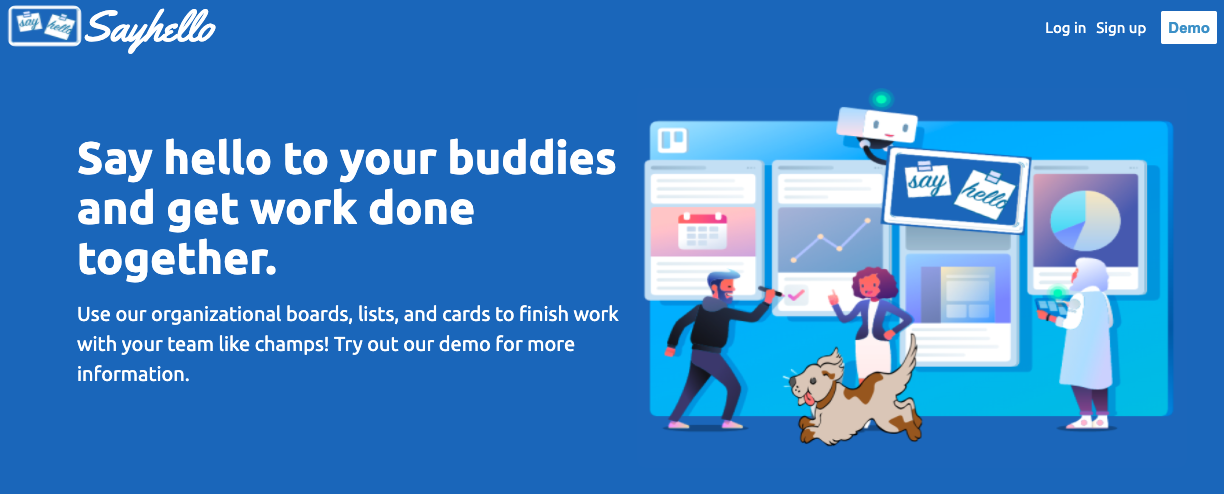 say hello Sayhello
Log in Sign up Demo
Say hello to your buddies
and get work done
together.
Use our organizational boards, lists, and cards to finish work
with your team like champs! Try out our demo for more
information.
say hello